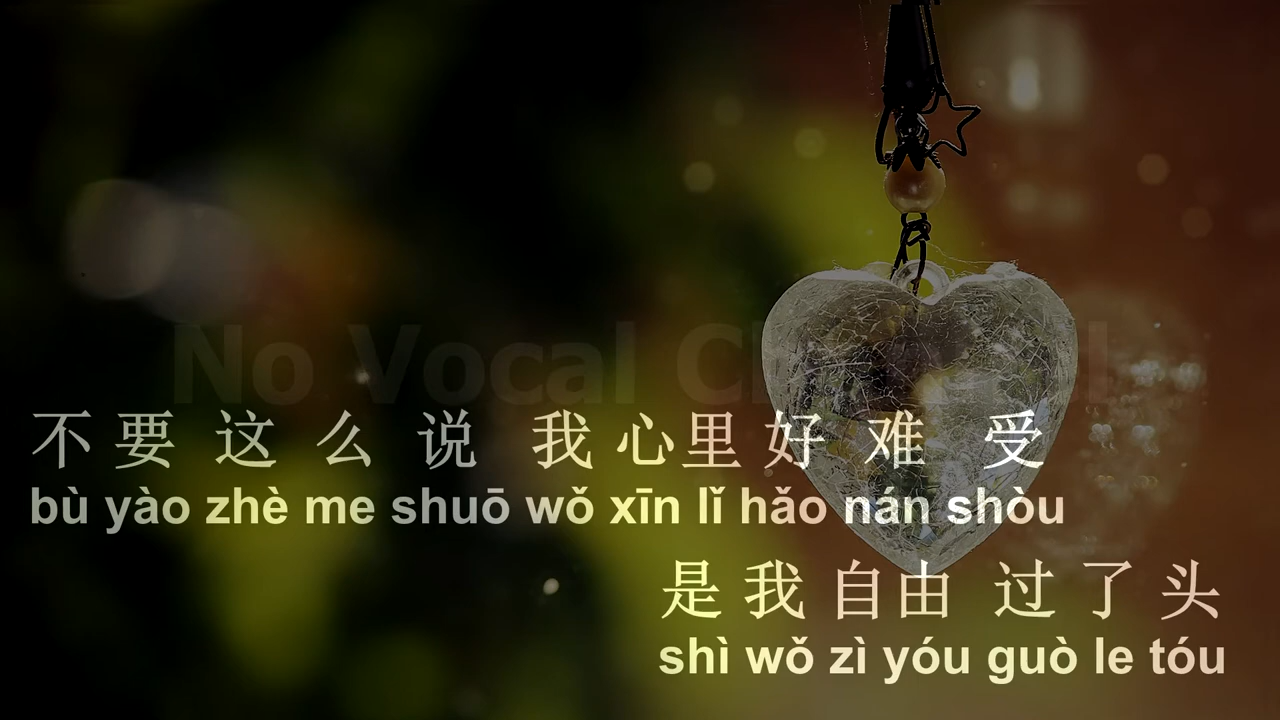 No Vocal Channel
不要这么说 我心里好难受
bù yào zhè me shuō wǒ xīn lǐ hǎo nán shòu
是我自由 过了头
shì wǒ zì yóu guò le tóu